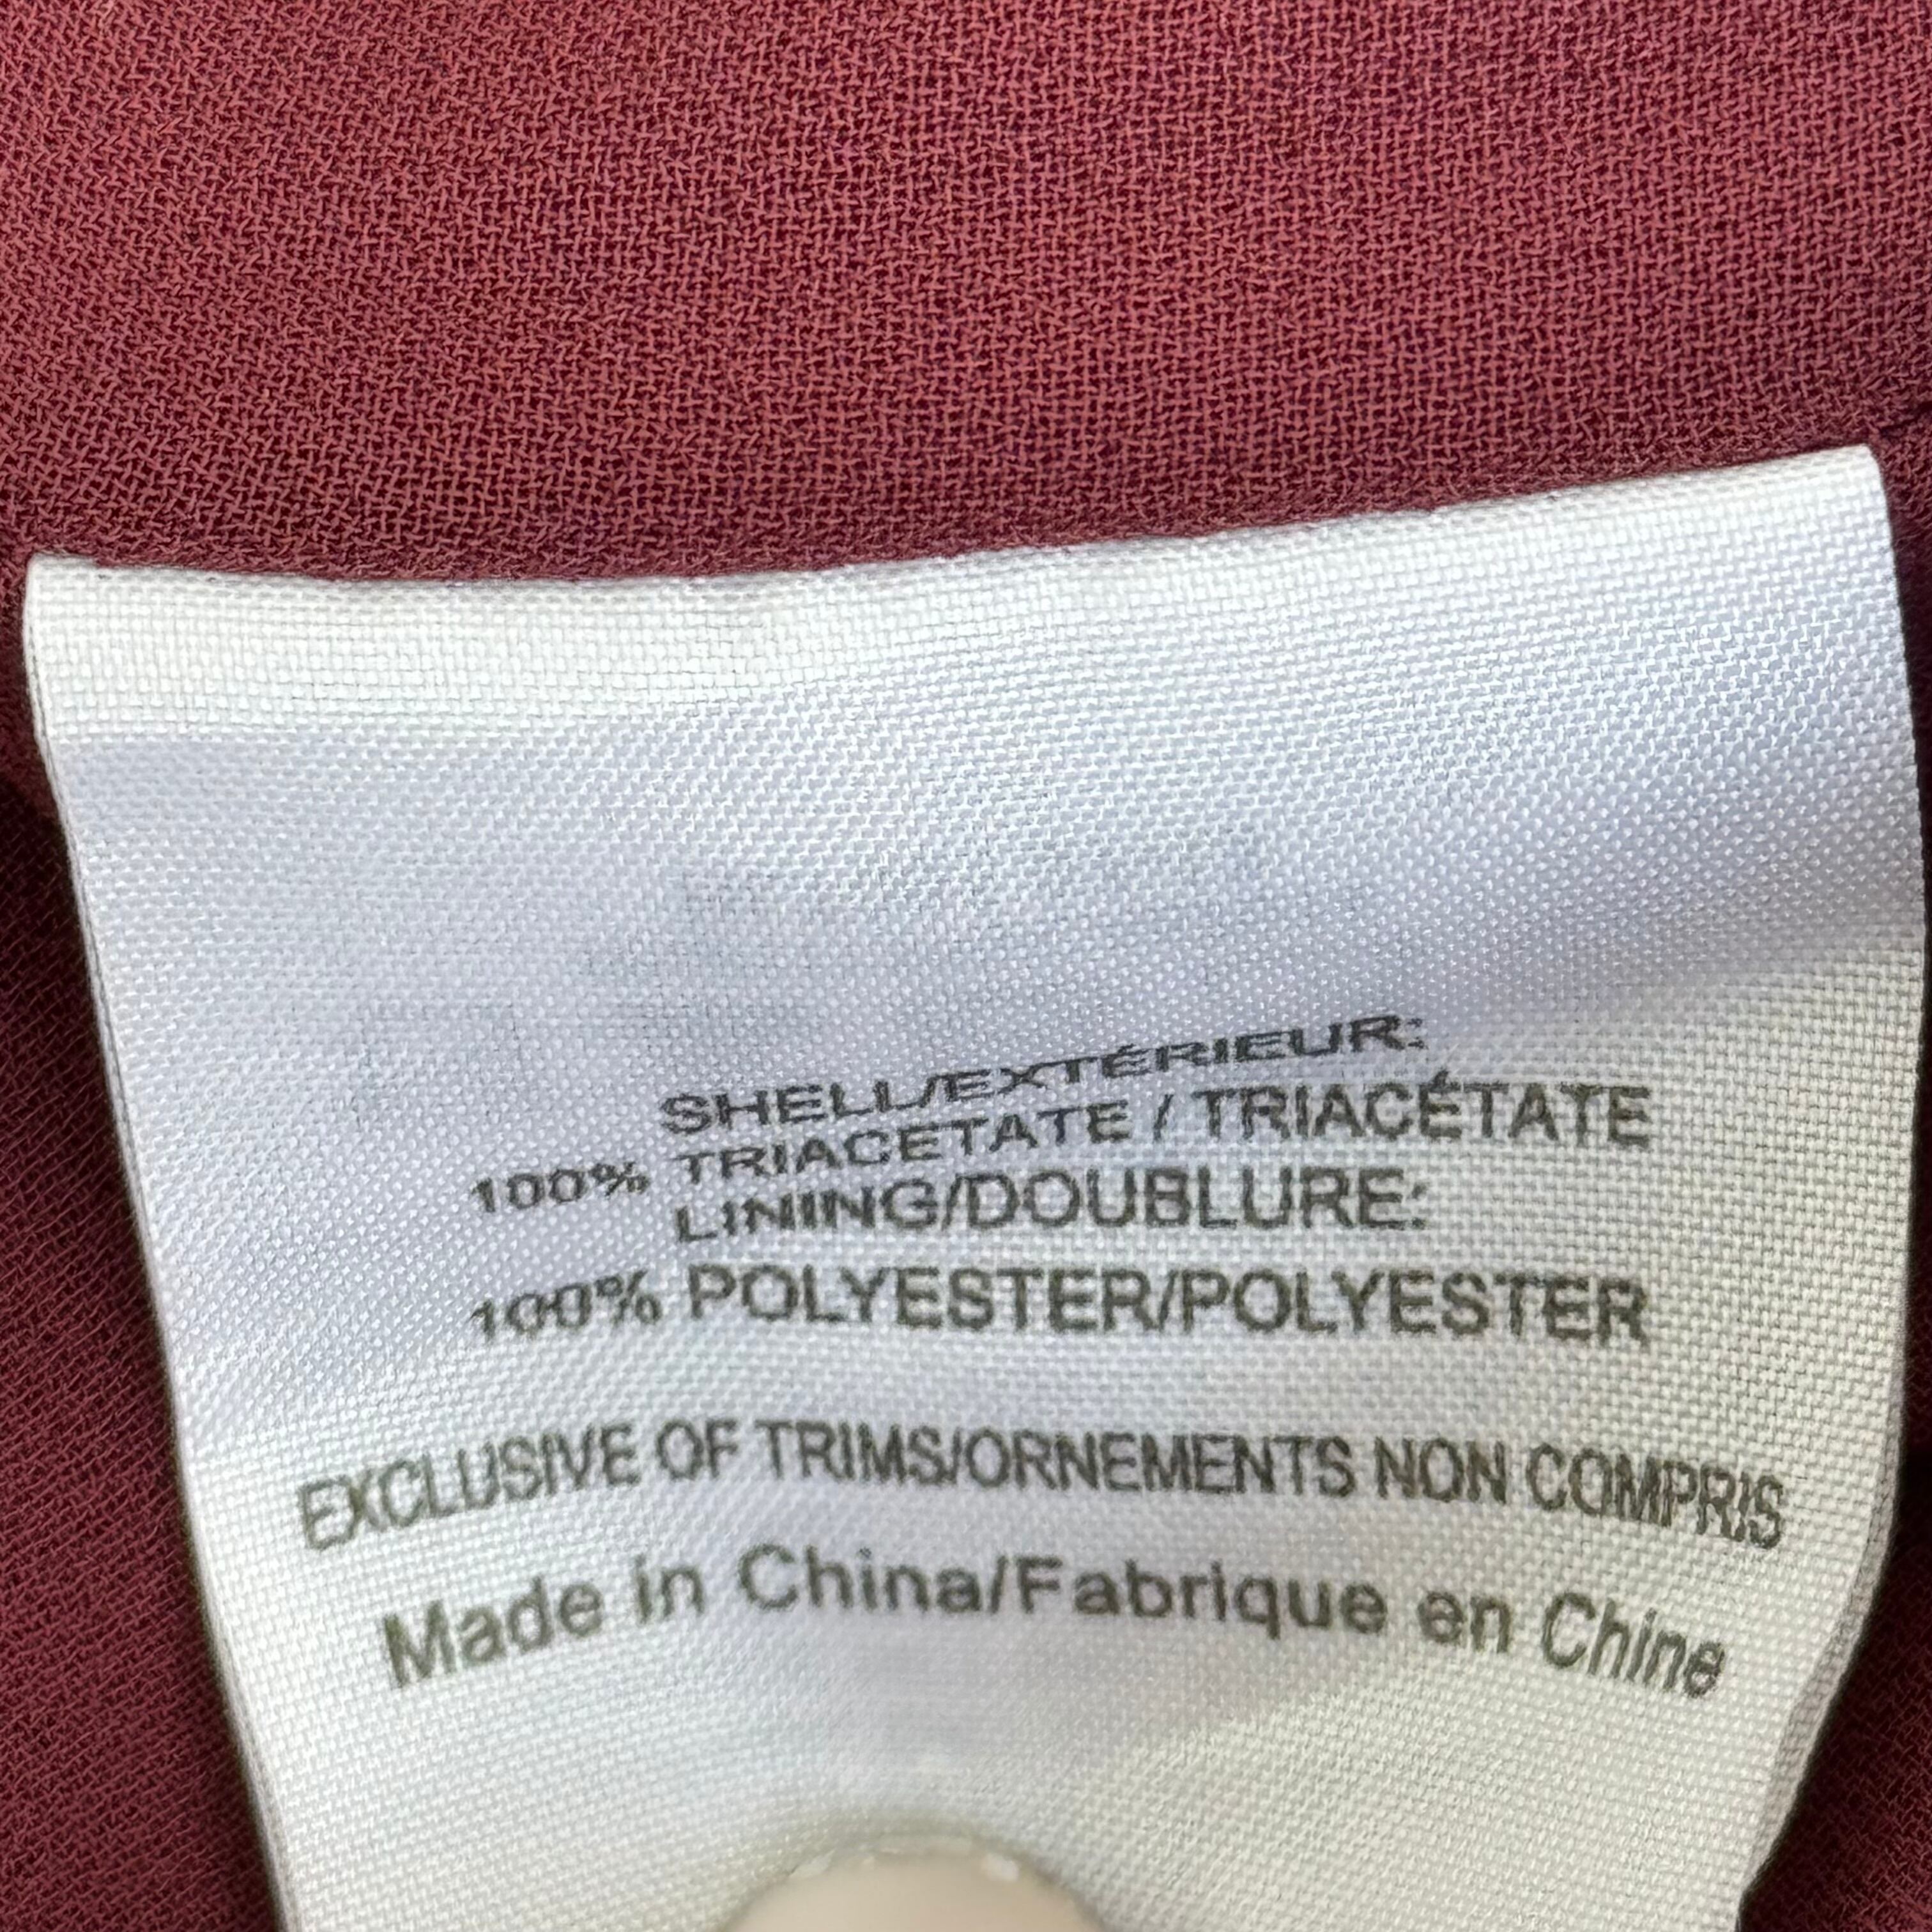 SHELL/EXTÉRIEUR:
100% TRIACETATE / TRIACÉTATE
LINING/DOUBLURE:
100% POLYESTER/POLYESTER
EXCLUSIVE OF TRIMS/ORNEMENTS NON COMPRIS
Made in China/Fabrique en Chine